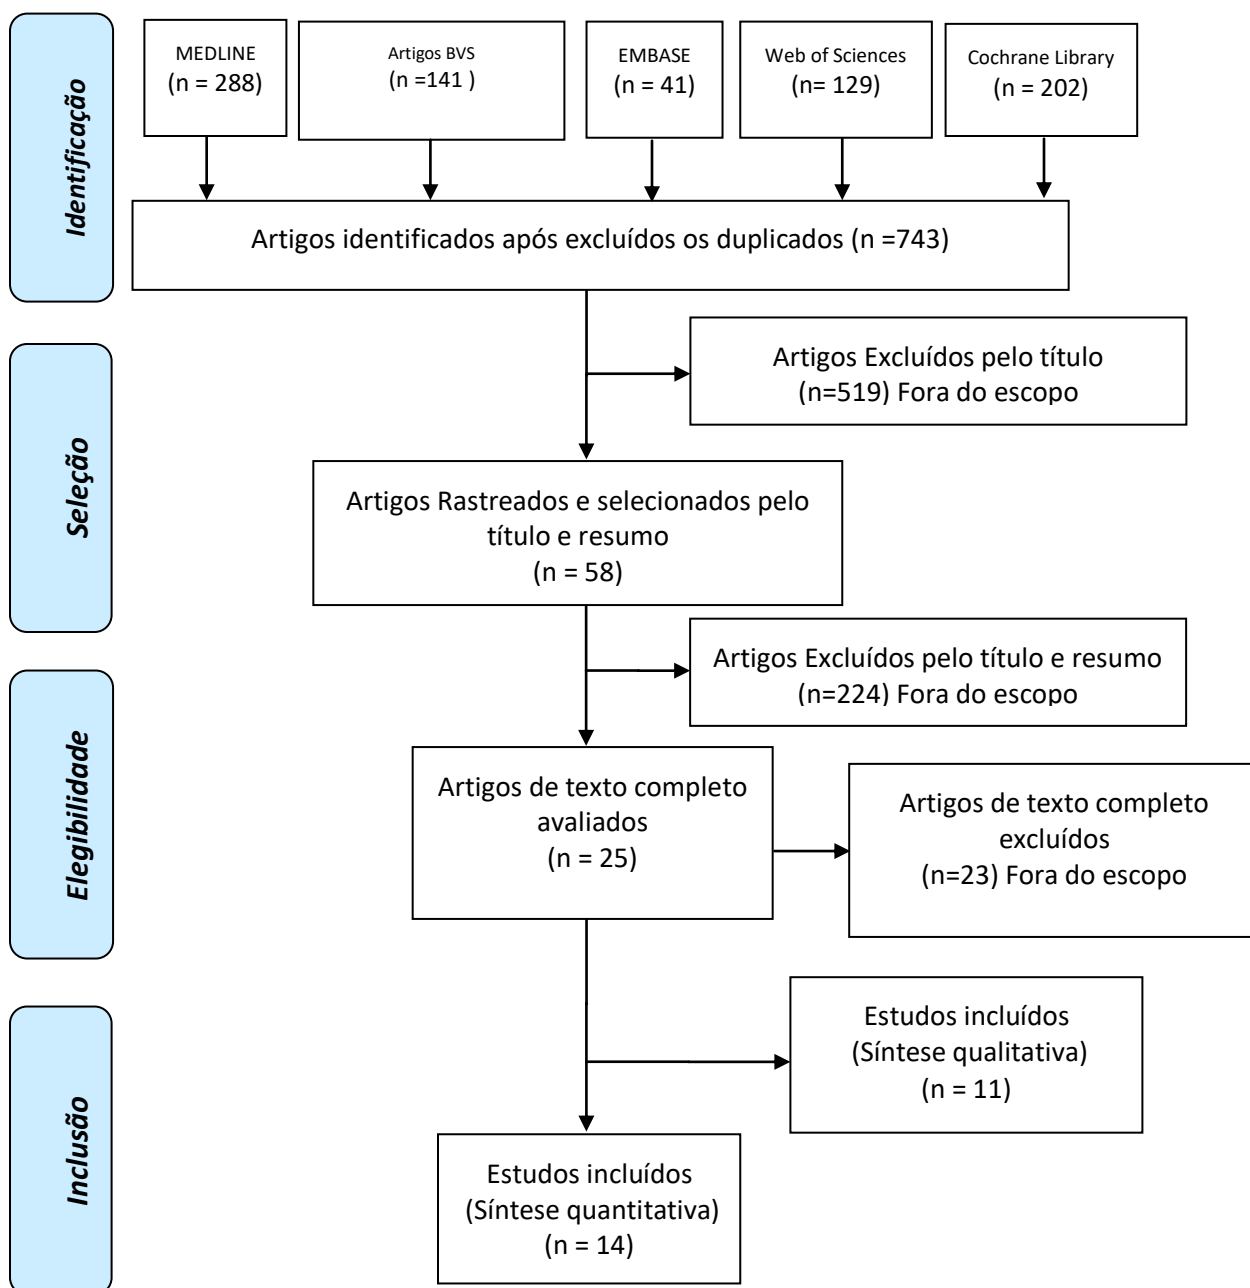 Identificação
MEDLINE
(n = 288)
Artigos BVS
(n =141 )
EMBASE
(n = 41)
Web of Sciences
(n= 129)
Cochrane Library
(n = 202)
Artigos identificados após excluídos os duplicados (n =743)
Seleção
Artigos Excluídos pelo título
(n=519) Fora do escopo
Artigos Rastreados e selecionados pelo
título e resumo
(n = 58)
Artigos Excluídos pelo título e resumo
(n=224) Fora do escopo
Elegibilidade
Artigos de texto completo
avaliados
(n = 25)
Artigos de texto completo
excluídos
(n=23) Fora do escopo
Inclusão
Estudos incluídos
(Síntese qualitativa)
(n = 11)
Estudos incluídos
(Síntese quantitativa)
(n = 14)